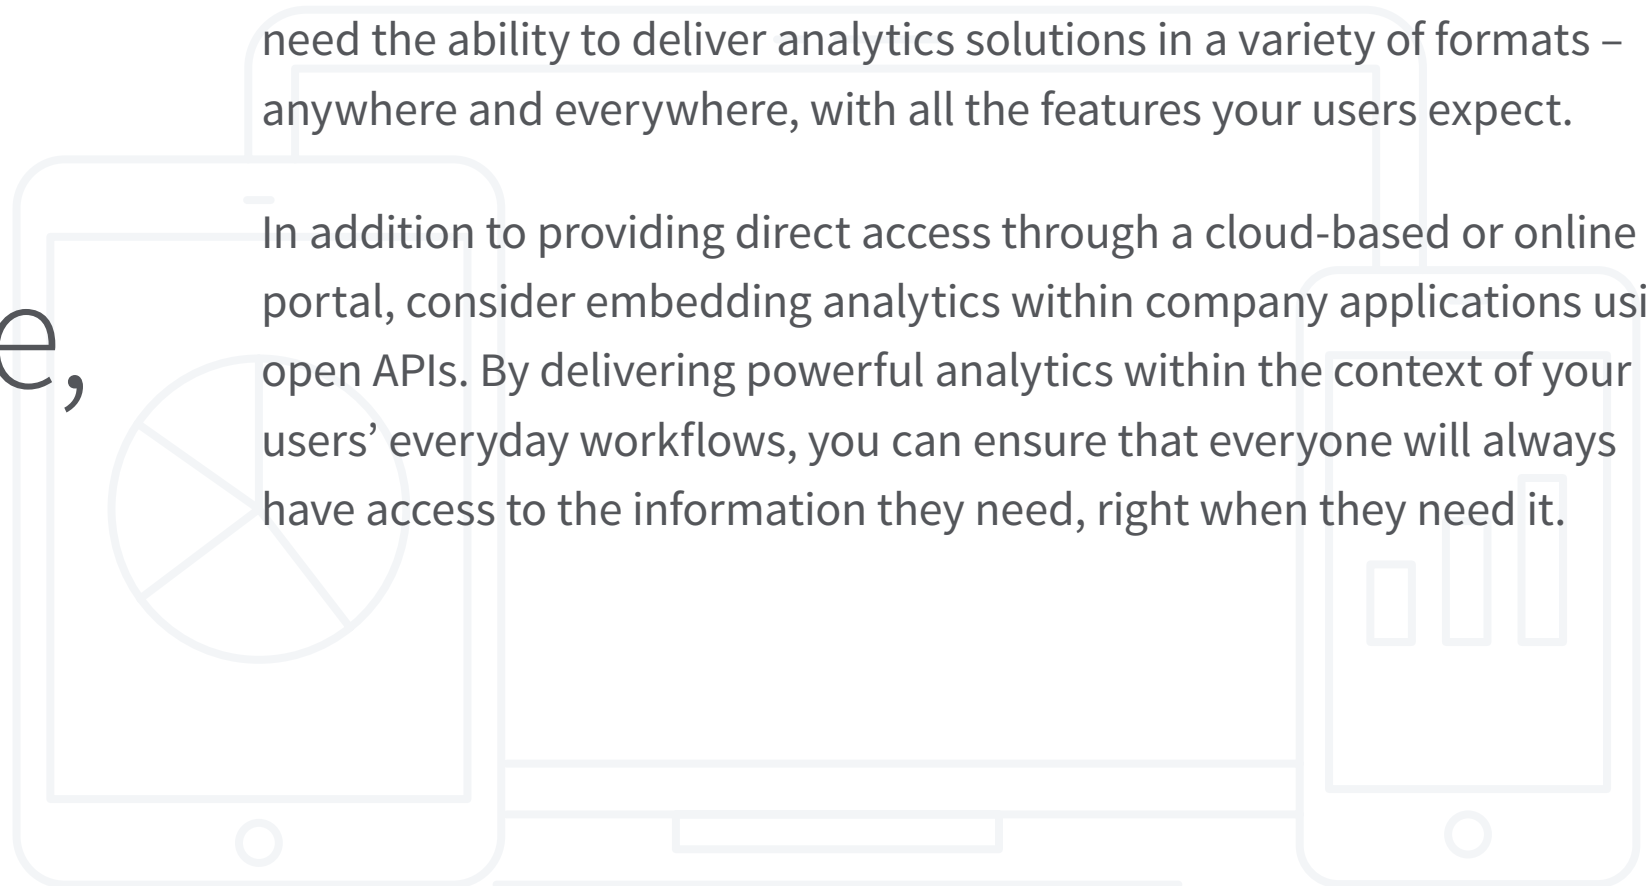 need the ability to deliver analytics solutions in a variety of formats –
anywhere and everywhere, with all the features your users expect.
In addition to providing direct access through a cloud-based or online
portal, consider embedding analytics within company applications usi
open APIs. By delivering powerful analytics within the context of your
users’ everyday workflows, you can ensure that everyone will always
have access to the information they need, right when they need it.
e,